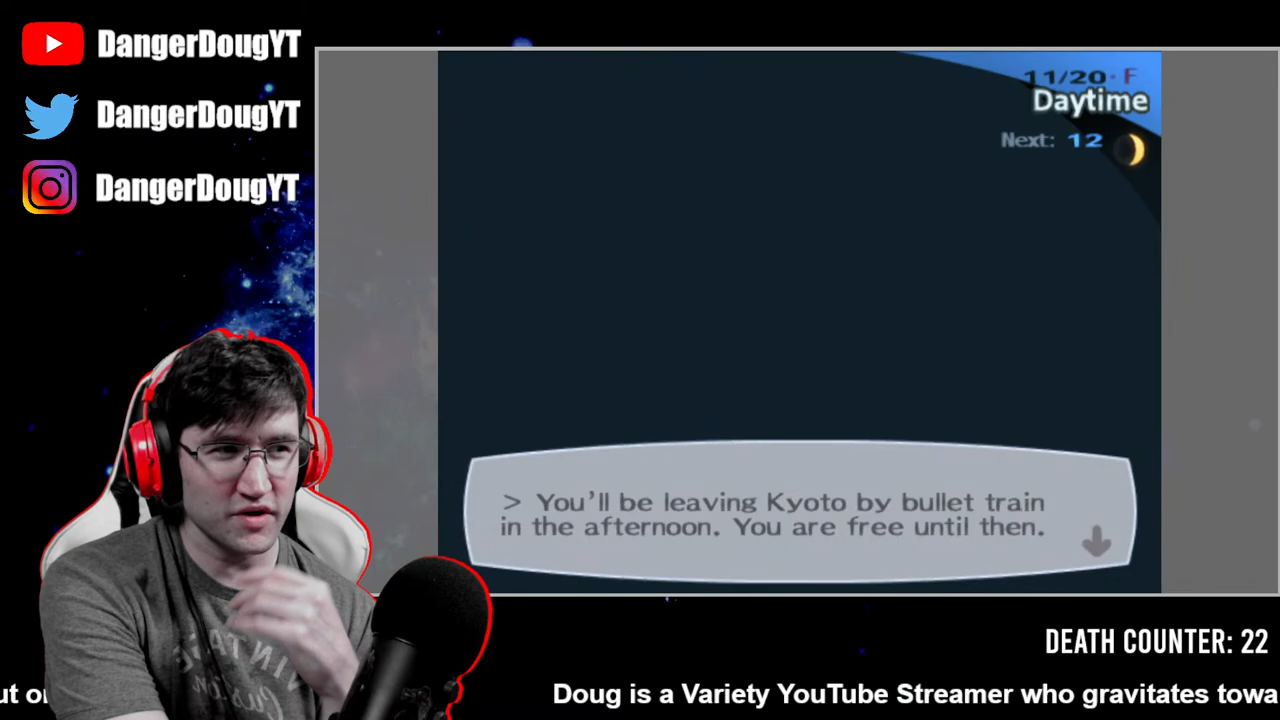 DangerDougYT
DangerDougYT
DangerDougYT
11/20 · F
Daytime
Next: 12
> You'll be leaving Kyoto by bullet train
in the afternoon. You are free until then.
DEATH COUNTER: 22
Doug is a Variety YouTube Streamer who gravitates towa